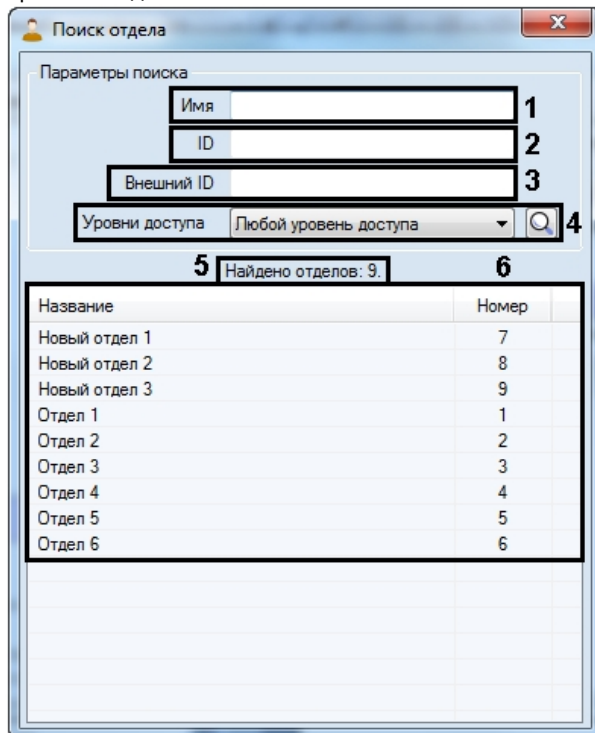 Поиск отдела
Параметры поиска
Имя 1
ID 2
Внешний ID 3
Уровни доступа Любой уровень доступа 4
5 Найдено отделов: 9. 6
Название Номер
Новый отдел 1 7
Новый отдел 2 8
Новый отдел 3 9
Отдел 1 1
Отдел 2 2
Отдел 3 3
Отдел 4 4
Отдел 5 5
Отдел 6 6